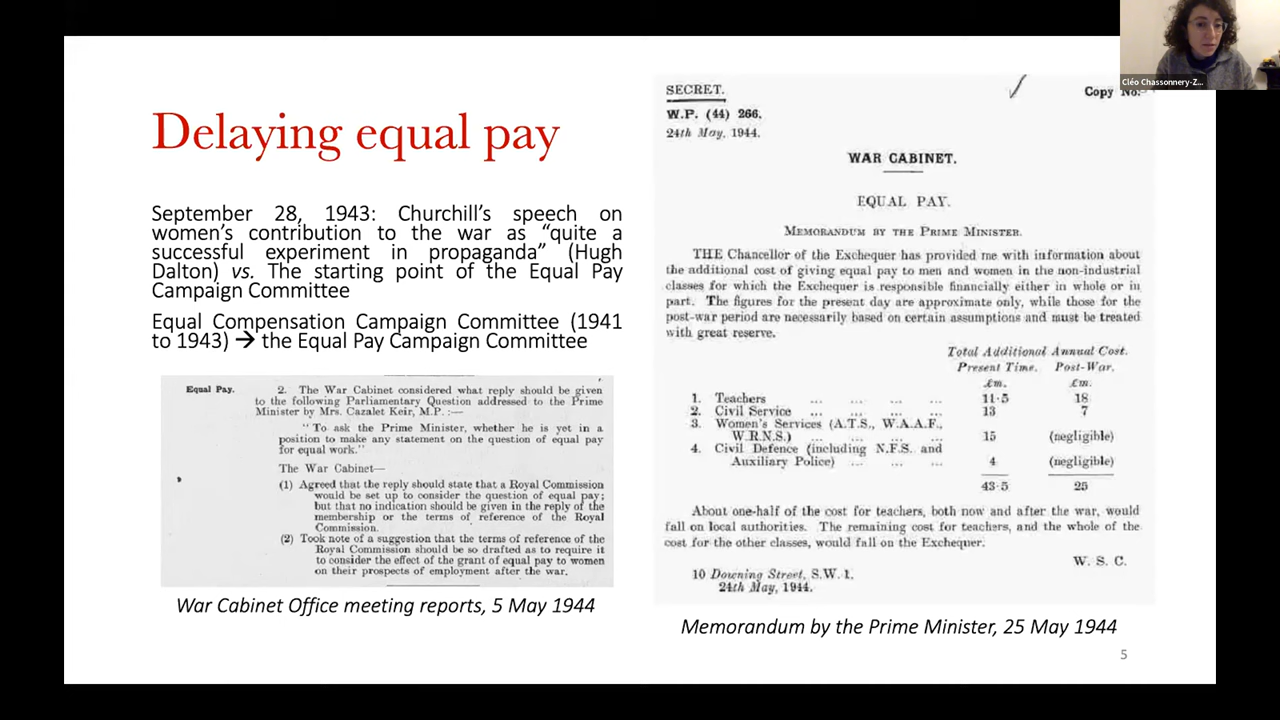 Cléo Chassonnery-Z...
Delaying equal pay
September 28, 1943: Churchill's speech on
women's contribution to the war as "quite a
successful experiment in propaganda" (Hugh
Dalton) vs. The starting point of the Equal Pay
Campaign Committee
Equal Compensation Campaign Committee (1941
to 1943) → the Equal Pay Campaign Committee
Equal Pay. 2. The War Cabinet considered what reply should be given
to the following Parliamentary Question addressed to the Prime
Minister by Mrs. Cazalet Keir, M.P. :—
"To ask the Prime Minister, whether he is yet in a
position to make any statement on the question of equal pay
for equal work."
The War Cabinet—
(1) Agreed that the reply should state that a Royal Commission
would be set up to consider the question of equal pay;
but that no indication should be given in the reply of the
membership or the terms of reference of the Royal
Commission.
(2) Took note of a suggestion that the terms of reference of the
Royal Commission should be so drafted as to require it
to consider the effect of the grant of equal pay to women
on their prospects of employment after the war.
War Cabinet Office meeting reports, 5 May 1944
SECRET. Copy No.
W.P. (44) 266.
24th May, 1944.
WAR CABINET.
EQUAL PAY.
MEMORANDUM BY THE PRIME MINISTER.
THE Chancellor of the Exchequer has provided me with information about
the additional cost of giving equal pay to men and women in the non-industrial
classes for which the Exchequer is responsible financially either in whole or in
part. The figures for the present day are approximate only, while those for the
post-war period are necessarily based on certain assumptions and must be treated
with great reserve.
Total Additional Annual Cost.
Present Time. Post-War.
£m. £m.
1. Teachers ... ... ... 11·5 18
2. Civil Service ... ... ... 13 7
3. Women's Services (A.T.S., W.A.A.F.,
W.R.N.S.) ... ... ... 15 (negligible)
4. Civil Defence (including N.F.S. and
Auxiliary Police) ... ... 4 (negligible)
43·5 25
About one-half of the cost for teachers, both now and after the war, would
fall on local authorities. The remaining cost for teachers, and the whole of the
cost for the other classes, would fall on the Exchequer.
W. S. C.
10 Downing Street, S.W.1,
24th May, 1944.
Memorandum by the Prime Minister, 25 May 1944
5